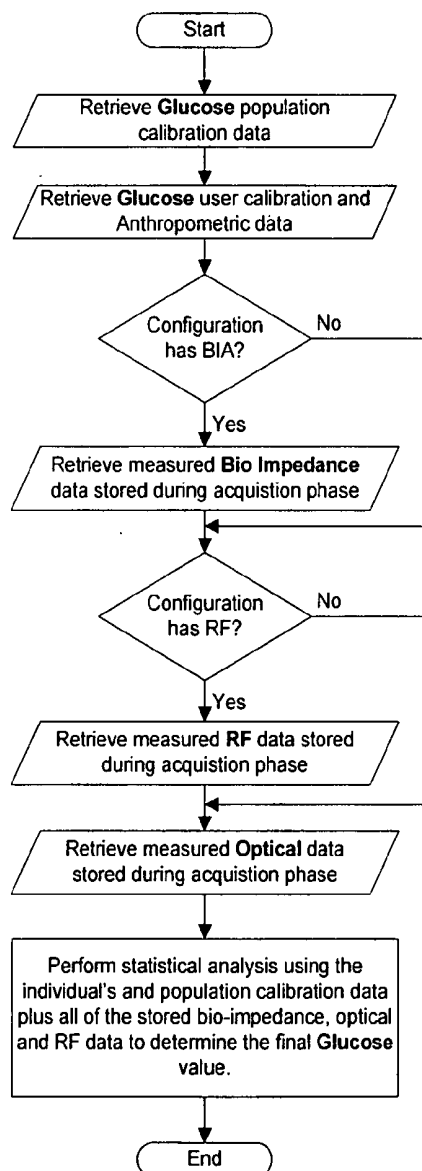 Start
Retrieve Glucose population
calibration data
Retrieve Glucose user calibration and
Anthropometric data
Configuration
has BIA?
No
Yes
Retrieve measured Bio Impedance
data stored during acquistion phase
Configuration
has RF?
No
Yes
Retrieve measured RF data stored
during acquistion phase
Retrieve measured Optical data
stored during acquistion phase
Perform statistical analysis using the
individual's and population calibration data
plus all of the stored bio-impedance, optical
and RF data to determine the final Glucose
value.
End